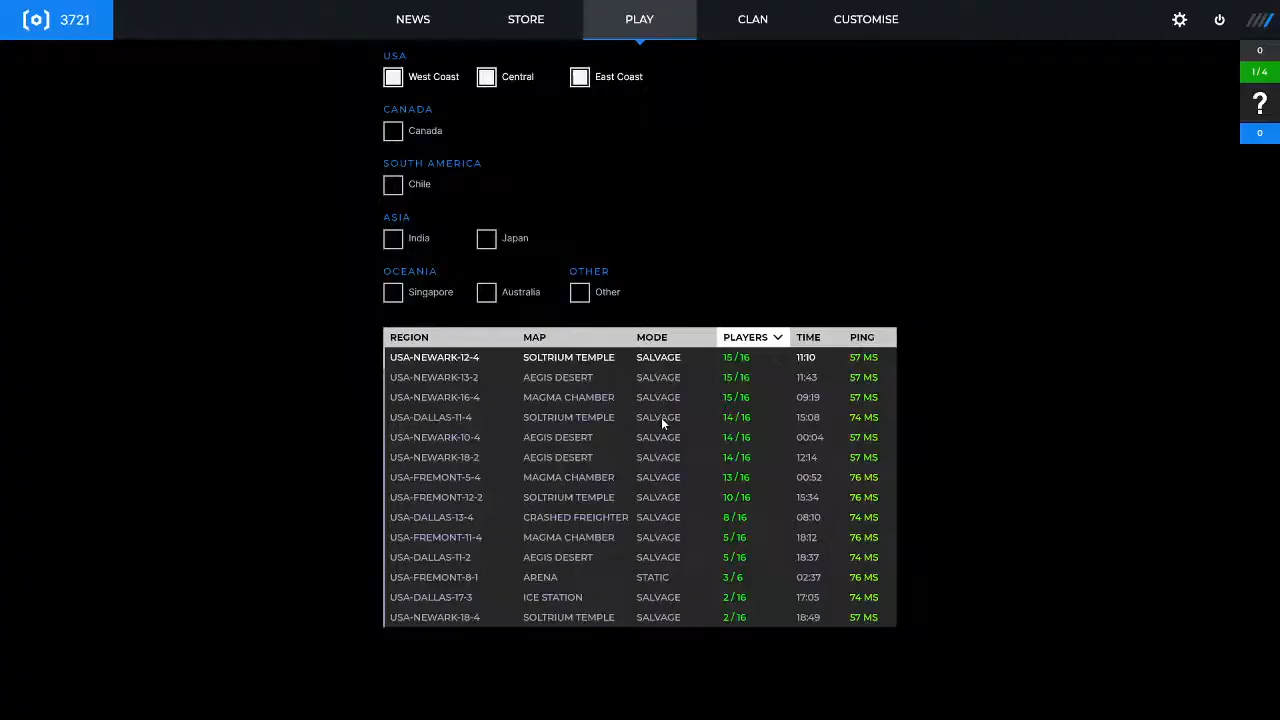 3721 NEWS STORE PLAY CLAN CUSTOMISE
0
1/4
?
0
USA
West Coast Central East Coast
CANADA
Canada
SOUTH AMERICA
Chile
ASIA
India Japan
OCEANIA OTHER
Singapore Australia Other
REGION MAP MODE PLAYERS TIME PING
USA-NEWARK-12-4 SOLTRIUM TEMPLE SALVAGE 15/16 11:10 57 MS
USA-NEWARK-13-2 AEGIS DESERT SALVAGE 15/16 11:43 57 MS
USA-NEWARK-16-4 MAGMA CHAMBER SALVAGE 15/16 09:19 57 MS
USA-DALLAS-11-4 SOLTRIUM TEMPLE SALVAGE 14/16 15:08 74 MS
USA-NEWARK-10-4 AEGIS DESERT SALVAGE 14/16 00:04 57 MS
USA-NEWARK-18-2 AEGIS DESERT SALVAGE 14/16 12:14 57 MS
USA-FREMONT-5-4 MAGMA CHAMBER SALVAGE 13/16 00:52 76 MS
USA-FREMONT-12-2 SOLTRIUM TEMPLE SALVAGE 10/16 15:34 76 MS
USA-DALLAS-13-4 CRASHED FREIGHTER SALVAGE 8/16 08:10 74 MS
USA-FREMONT-11-4 MAGMA CHAMBER SALVAGE 5/16 18:12 76 MS
USA-DALLAS-11-2 AEGIS DESERT SALVAGE 5/16 18:37 74 MS
USA-FREMONT-8-1 ARENA STATIC 3/6 02:37 76 MS
USA-DALLAS-17-3 ICE STATION SALVAGE 2/16 17:05 74 MS
USA-NEWARK-18-4 SOLTRIUM TEMPLE SALVAGE 2/16 18:49 57 MS